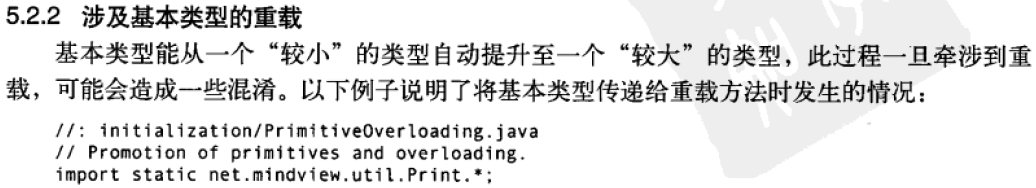 5.2.2 涉及基本类型的重载
基本类型能从一个“较小”的类型自动提升至一个“较大”的类型，此过程一旦牵涉到重
载，可能会造成一些混淆。以下例子说明了将基本类型传递给重载方法时发生的情况：
//: initialization/PrimitiveOverloading.java
// Promotion of primitives and overloading.
import static net.mindview.util.Print.*;